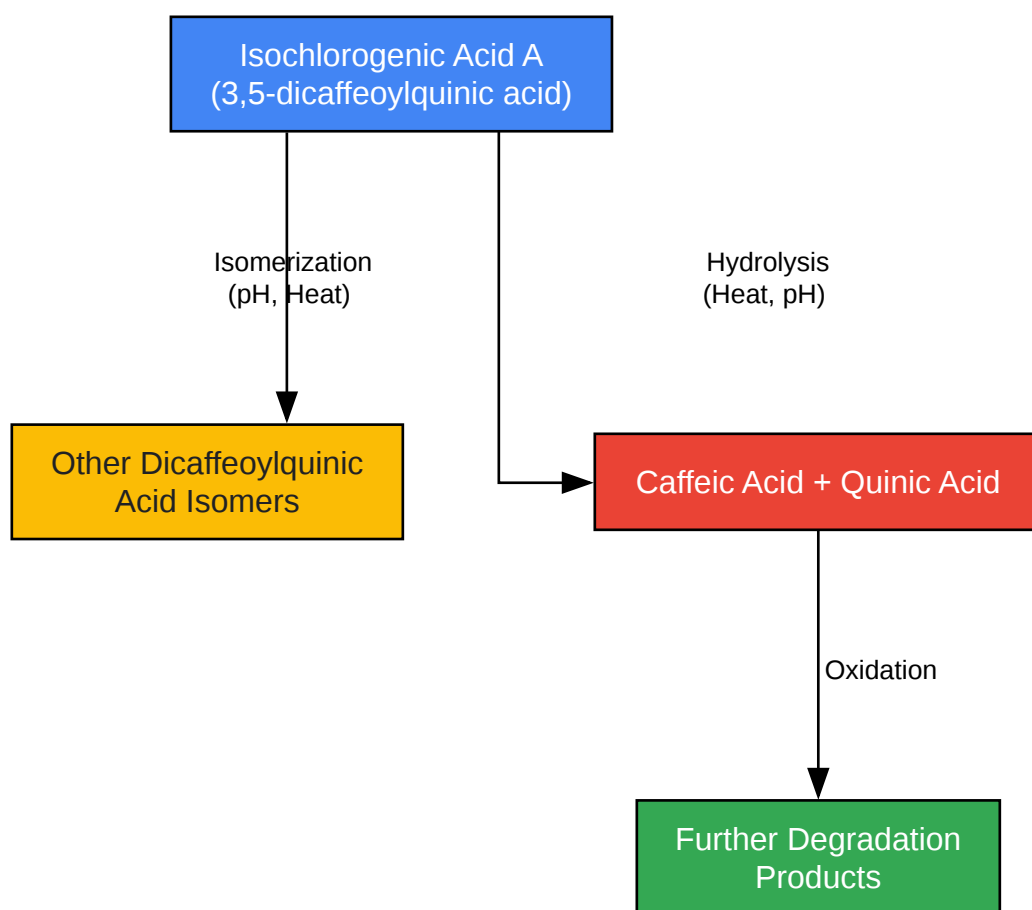 Isochlorogenic Acid A
(3,5-dicaffeoylquinic acid)
Isomerization
(pH, Heat)
Hydrolysis
(Heat, pH)
Other Dicaffeoylquinic
Acid Isomers
Caffeic Acid + Quinic Acid
Oxidation
Further Degradation
Products